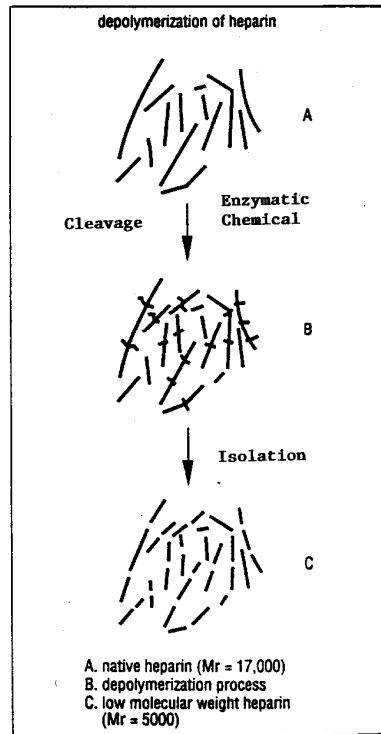 depolymerization of heparin
A
Cleavage
Enzymatic
Chemical
B
Isolation
C
A. native heparin (Mr = 17,000)
B. depolymerization process
C. low molecular weight heparin
(Mr = 5000)